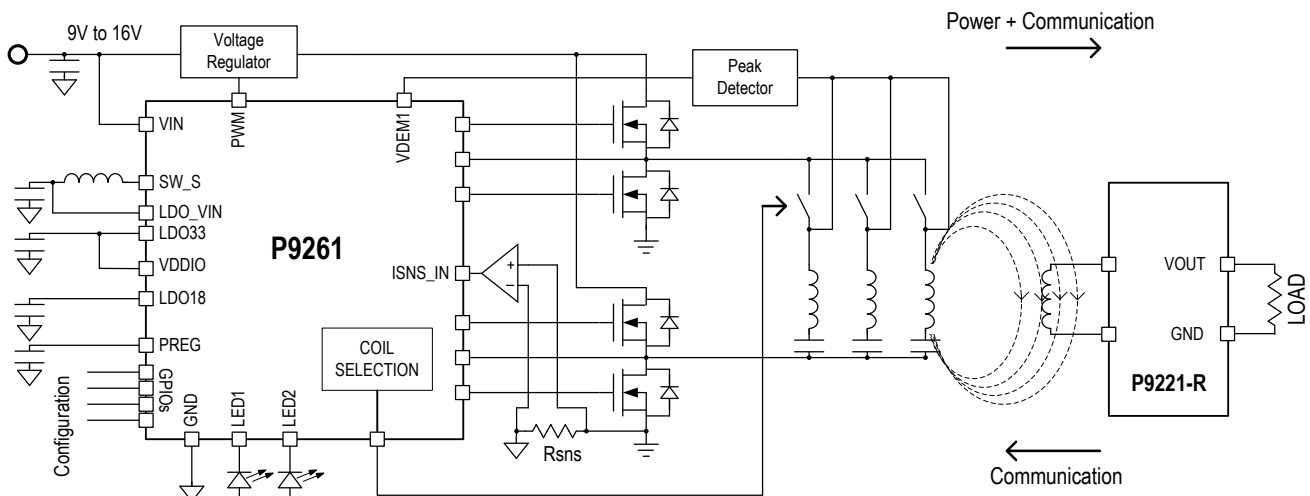 Power + Communication
9V to 16V
Voltage
Regulator
Peak
Detector
VIN
PWM
VDEM1
SW_S
LDO_VIN
LDO33
VDDIO
LDO18
PREG
GPIOs
Configuration
P9261
ISNS_IN
+
–
COIL
SELECTION
GND
LED1
LED2
Rsns
VOUT
GND
LOAD
P9221-R
Communication